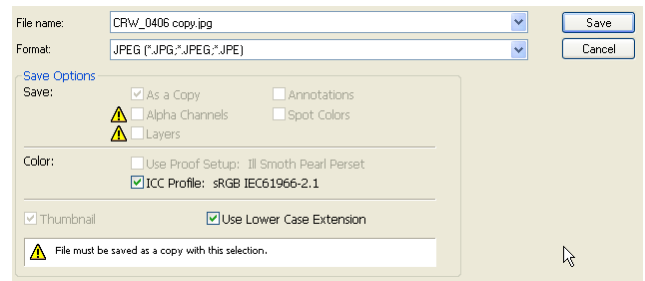 File name: CRW_0406 copy.jpg Save
Format: JPEG (*.JPG;*.JPEG;*.JPE) Cancel
Save Options
Save: As a Copy Annotations
Alpha Channels Spot Colors
Layers
Color: Use Proof Setup: Ill Smoth Pearl Perset
ICC Profile: sRGB IEC61966-2.1
Thumbnail Use Lower Case Extension
File must be saved as a copy with this selection.